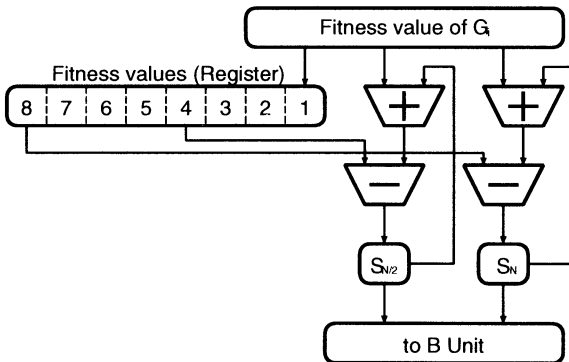 Fitness value of Gi
Fitness values (Register)
8 7 6 5 4 3 2 1
+ +
− −
SN/2 SN
to B Unit